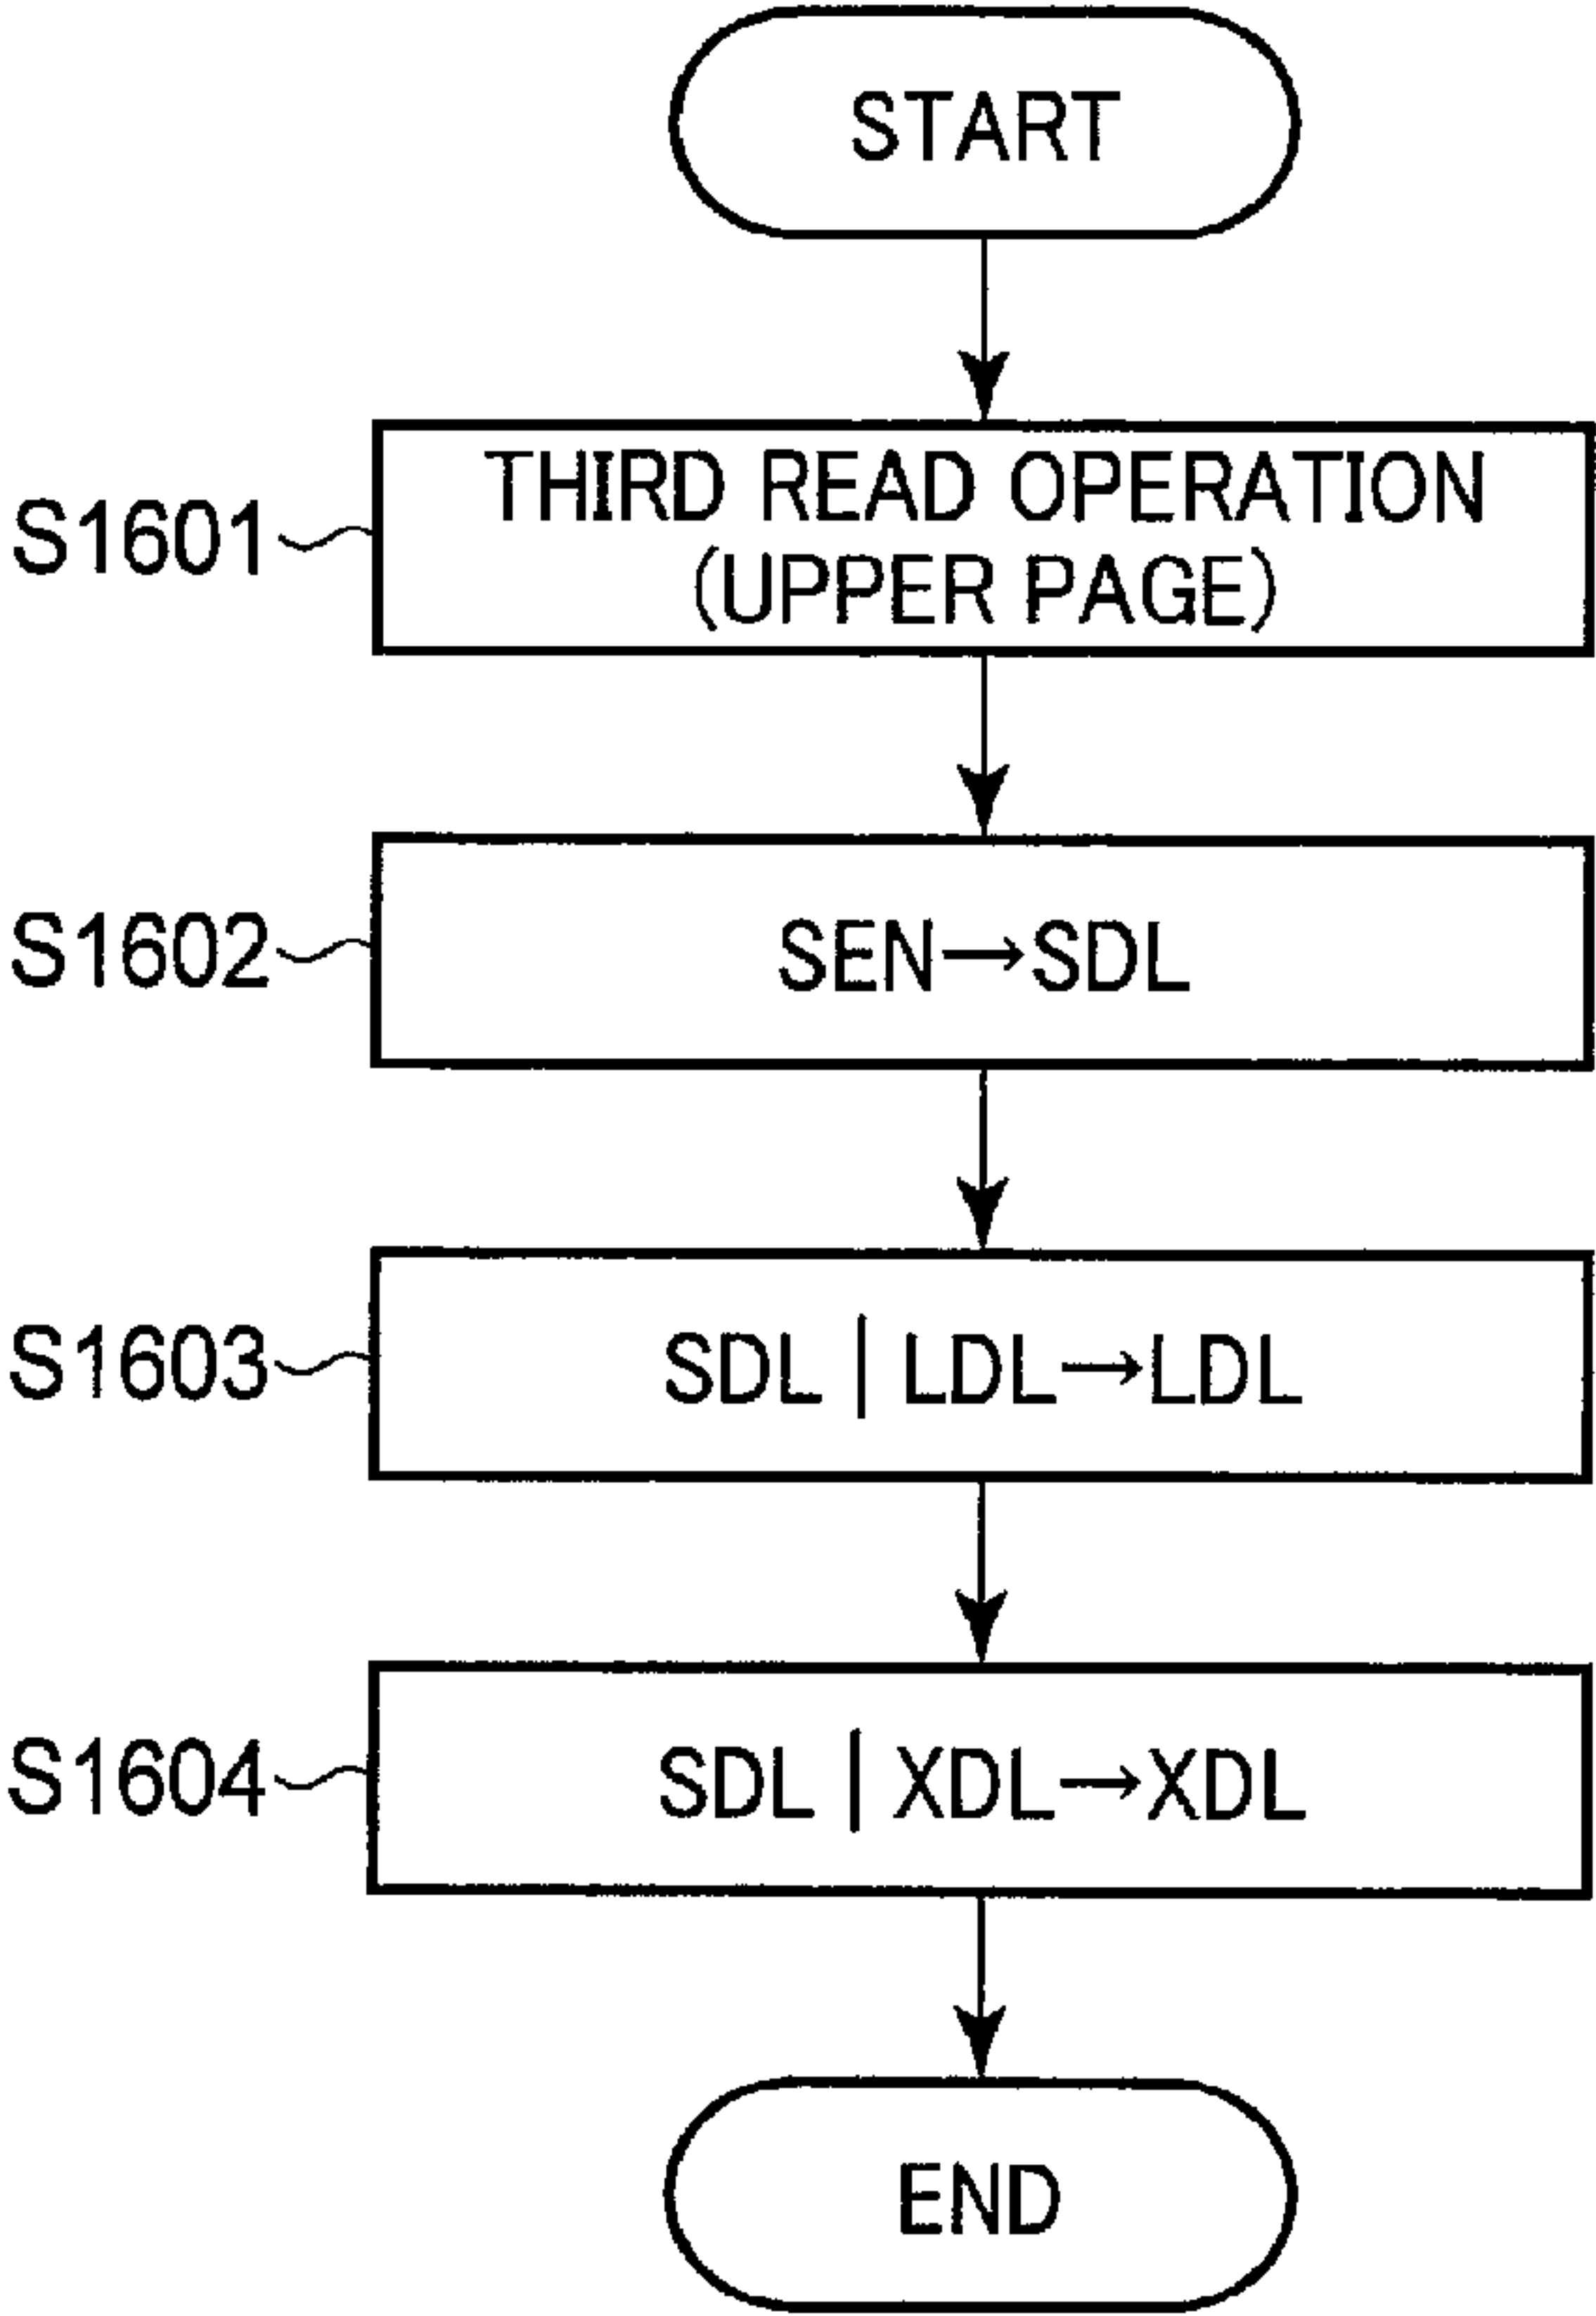 START
S1601
THIRD READ OPERATION
(UPPER PAGE)
S1602
SEN→SDL
S1603
SDL | LDL→LDL
S1604
SDL | XDL→XDL
END